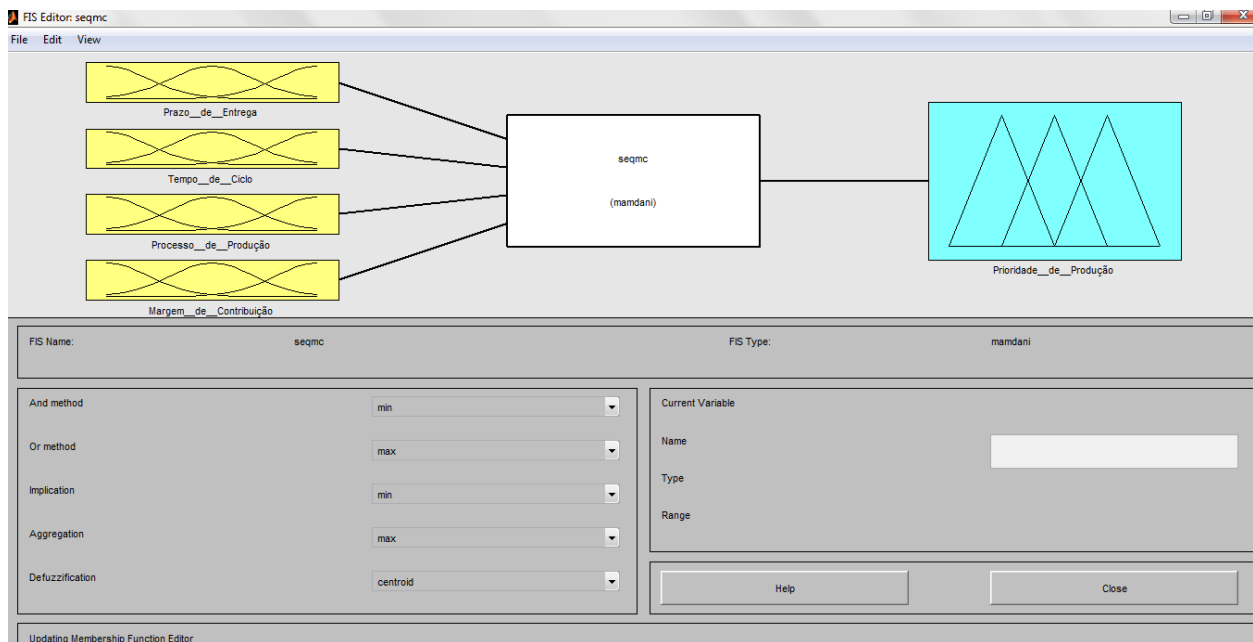 FIS Editor: seqmc
File Edit View
Prazo__de__Entrega
Tempo__de__Ciclo
Processo__de__Produção
Margem__de__Contribuição
seqmc
(mamdani)
Prioridade__de__Produção
FIS Name: seqmc FIS Type: mamdani
And method min
Or method max
Implication min
Aggregation max
Defuzzification centroid
Current Variable
Name
Type
Range
Help Close
Updating Membership Function Editor